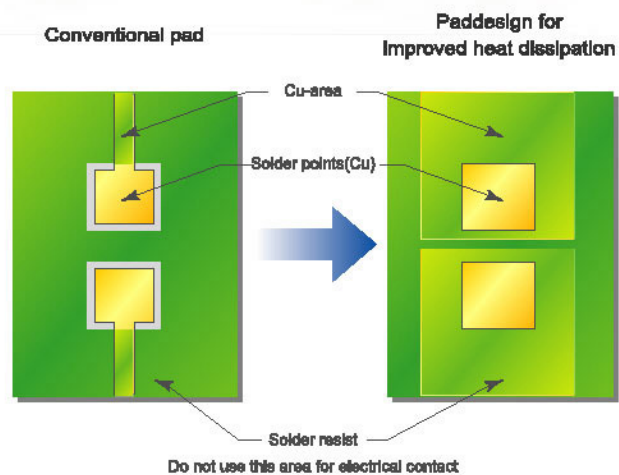 Conventional pad
Paddesign for
improved heat dissipation
Cu-area
Solder points(Cu)
Solder resist
Do not use this area for electrical contact